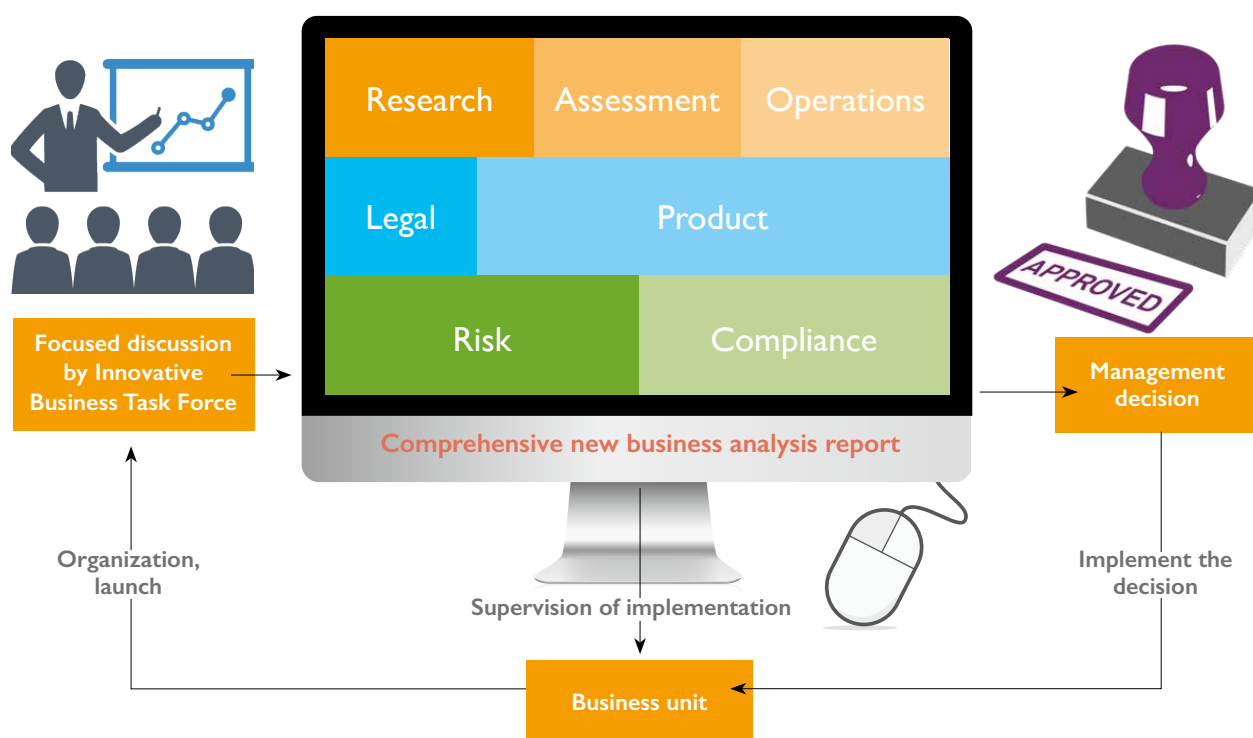 Research
Assessment
Operations
Legal
Product
Risk
Compliance
Comprehensive new business analysis report
APPROVED
Focused discussion
by Innovative
Business Task Force
Management
decision
Organization,
launch
Supervision of implementation
Implement the
decision
Business unit